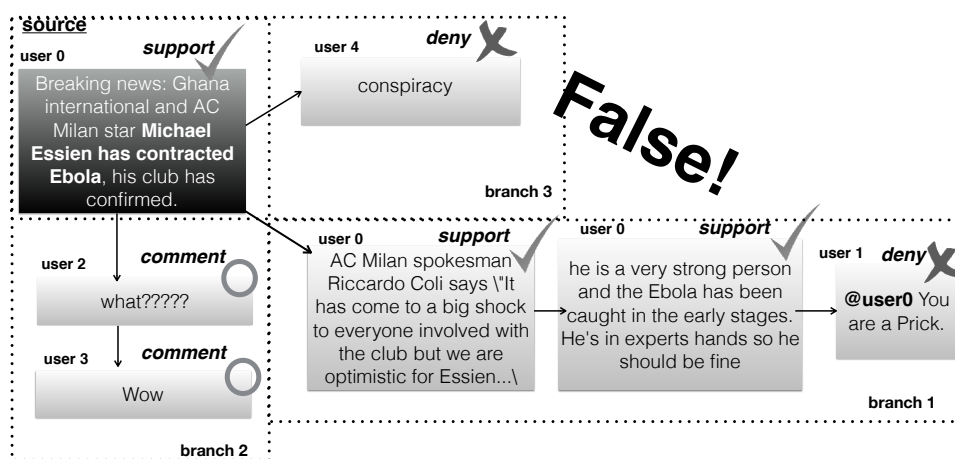 source
user 0
support
Breaking news: Ghana
international and AC
Milan star Michael
Essien has contracted
Ebola, his club has
confirmed.
user 4
deny
conspiracy
branch 3
False!
user 2
comment
what?????
user 3
comment
Wow
branch 2
user 0
support
AC Milan spokesman
Riccardo Coli says \"It
has come to a big shock
to everyone involved with
the club but we are
optimistic for Essien...\
user 0
support
he is a very strong person
and the Ebola has been
caught in the early stages.
He's in experts hands so he
should be fine
user 1
deny
@user0 You
are a Prick.
branch 1